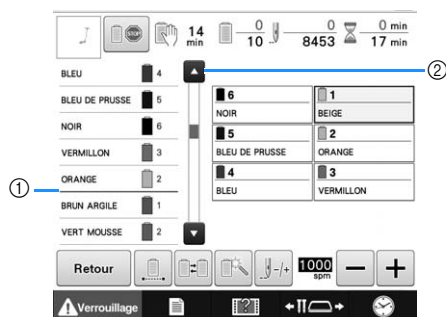 14 min
0 10
0 8453
0 min 17 min
BLEU 4
BLEU DE PRUSSE 5
NOIR 6
VERMILLON 3
ORANGE 2
BRUN ARGILE 1
VERT MOUSSE 2
6 NOIR
1 BEIGE
5 BLEU DE PRUSSE
2 ORANGE
4 BLEU
3 VERMILLON
①
②
Retour
-/+
1000 spm
− +
Verrouillage
?